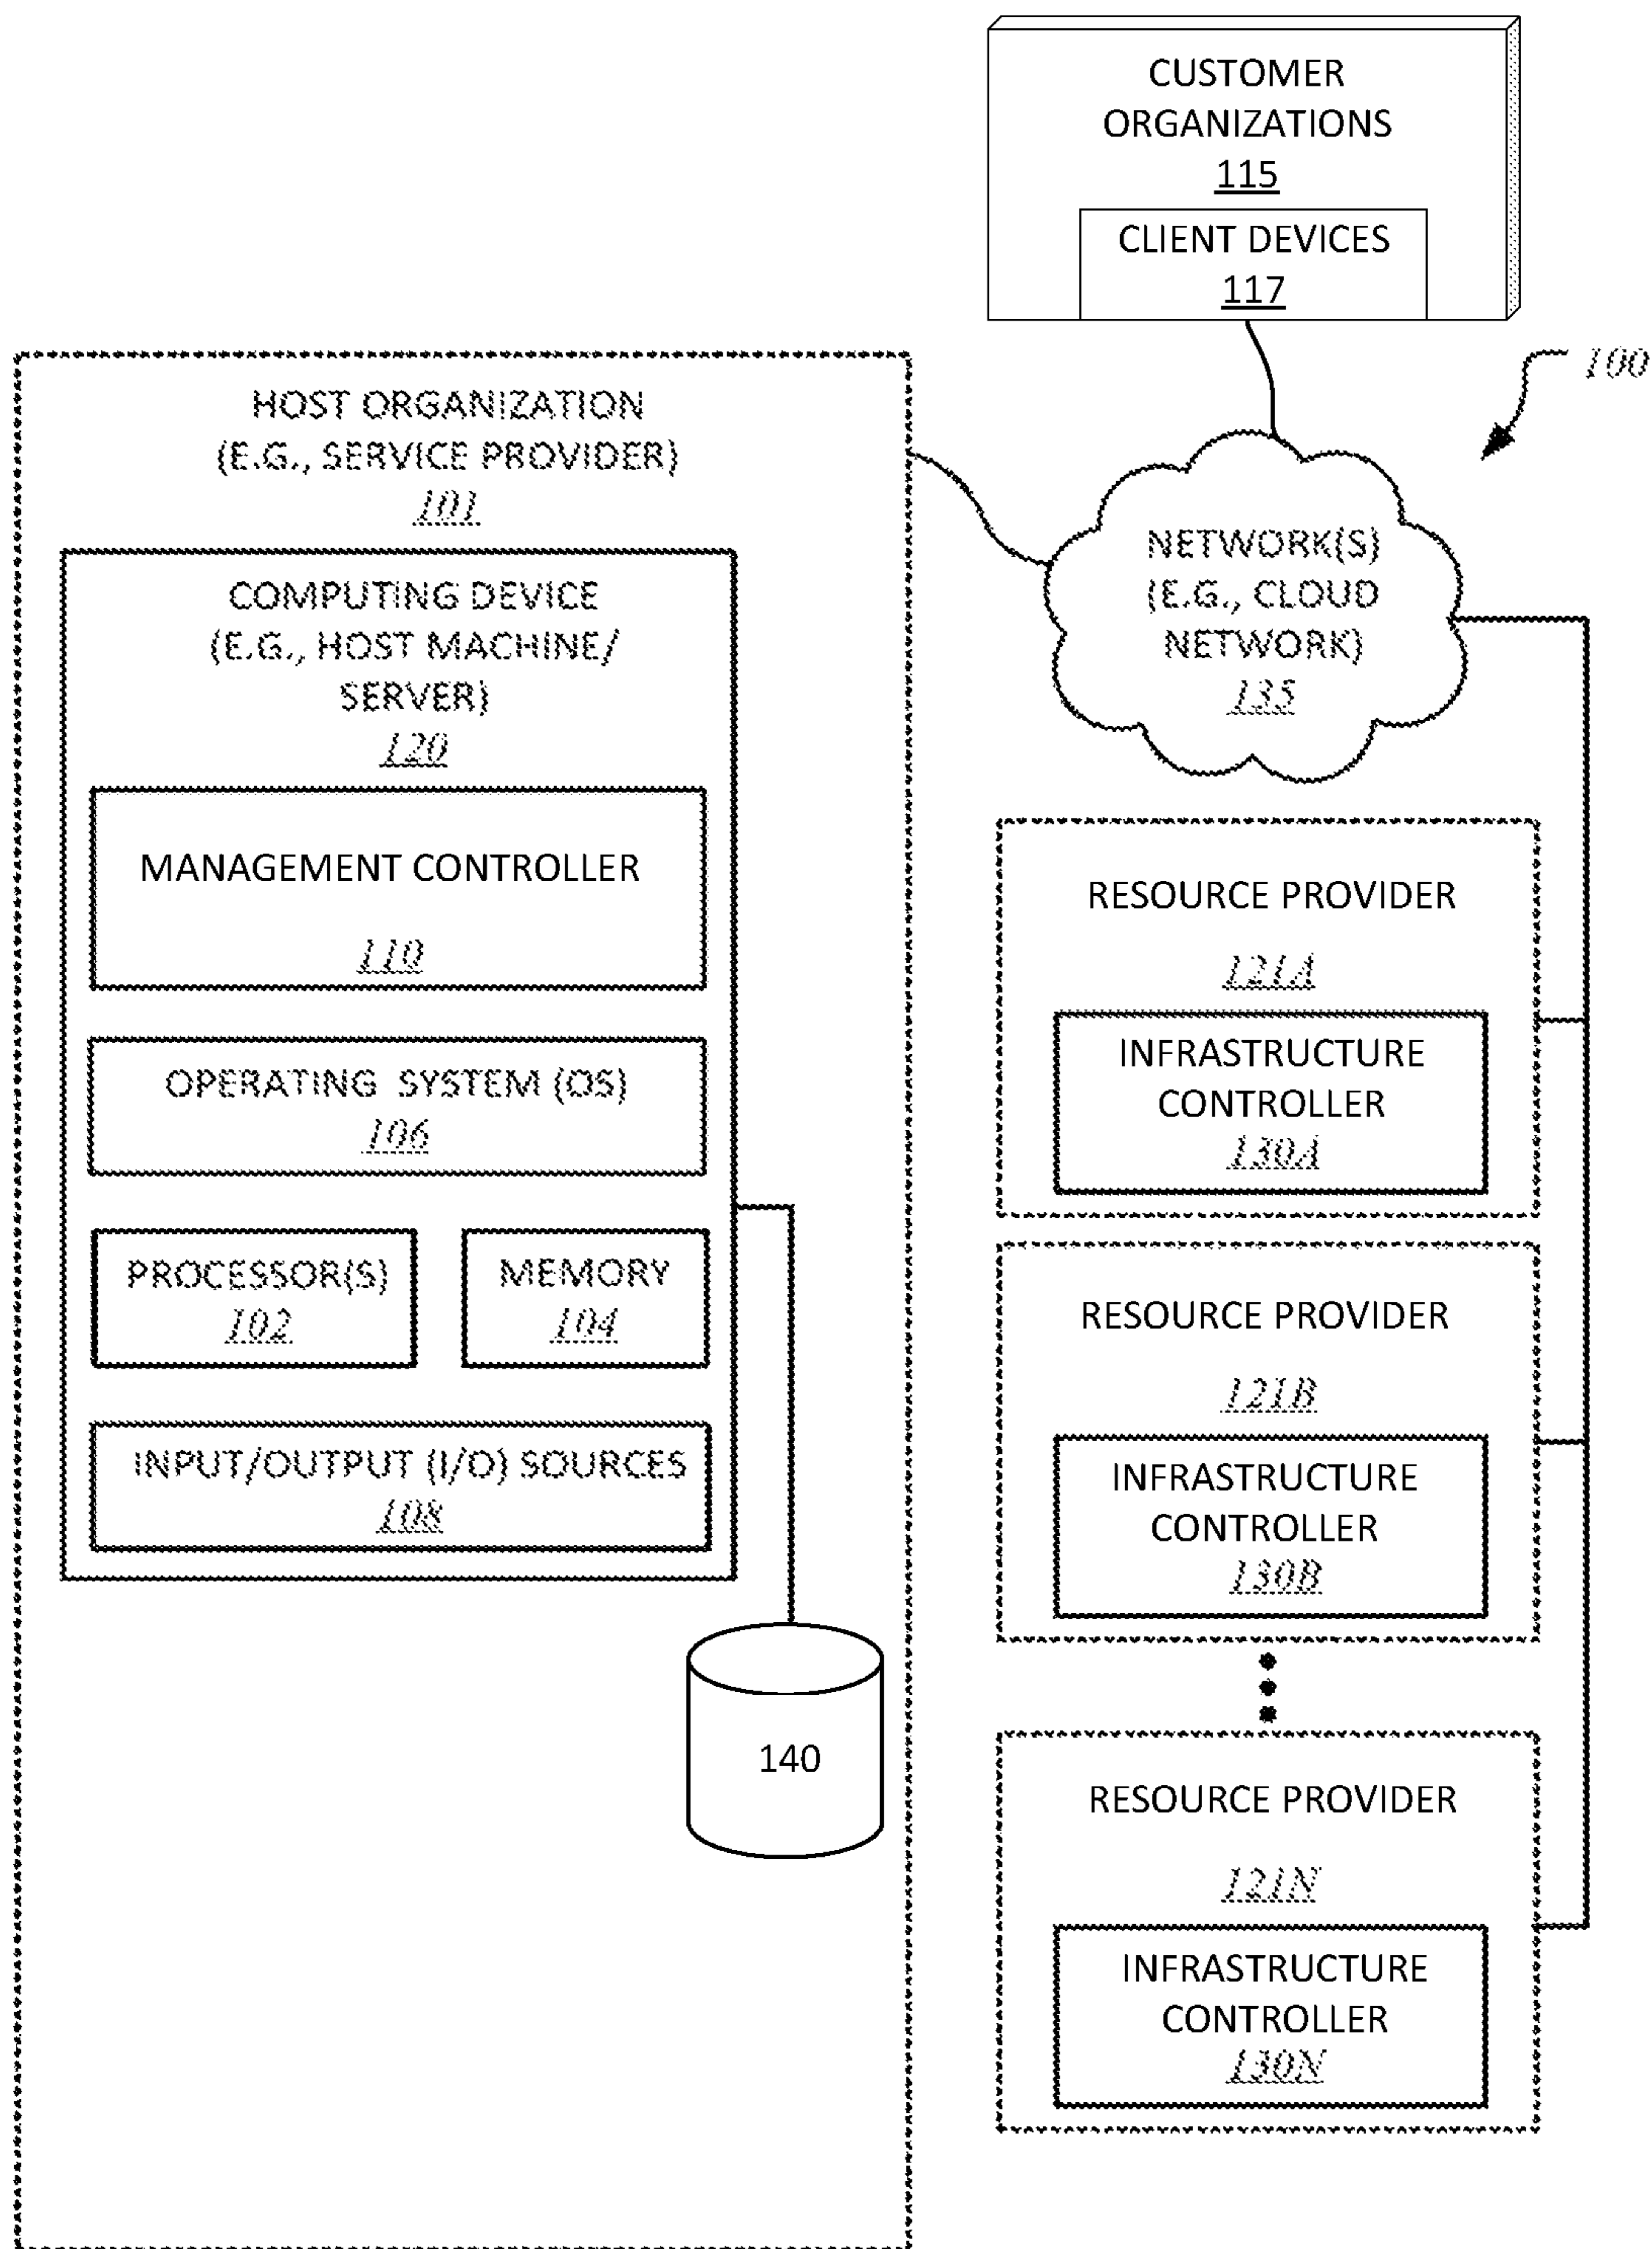 CUSTOMER
ORGANIZATIONS
115
CLIENT DEVICES
117
100
HOST ORGANIZATION
(E.G., SERVICE PROVIDER)
101
COMPUTING DEVICE
(E.G., HOST MACHINE/
SERVER)
120
MANAGEMENT CONTROLLER
110
OPERATING SYSTEM (OS)
106
PROCESSOR(S)
102
MEMORY
104
INPUT/OUTPUT (I/O) SOURCES
108
140
NETWORK(S)
(E.G., CLOUD
NETWORK)
135
RESOURCE PROVIDER
121A
INFRASTRUCTURE
CONTROLLER
130A
RESOURCE PROVIDER
121B
INFRASTRUCTURE
CONTROLLER
130B
RESOURCE PROVIDER
121N
INFRASTRUCTURE
CONTROLLER
130N